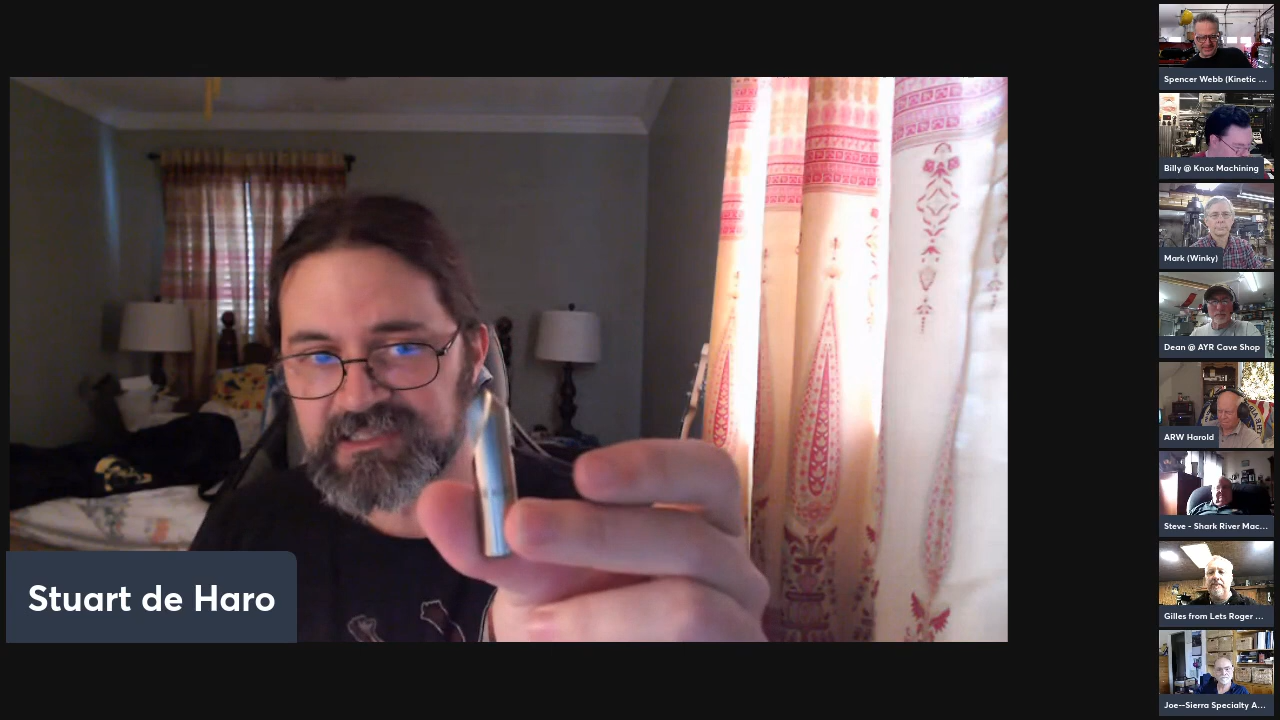 Stuart de Haro
Spencer Webb (Kinetic ...
Billy @ Knox Machining
Mark (Winky)
Dean @ AYR Cave Shop
ARW Harold
Steve - Shark River Mac...
Gilles from Lets Roger ...
Joe--Sierra Specialty A...